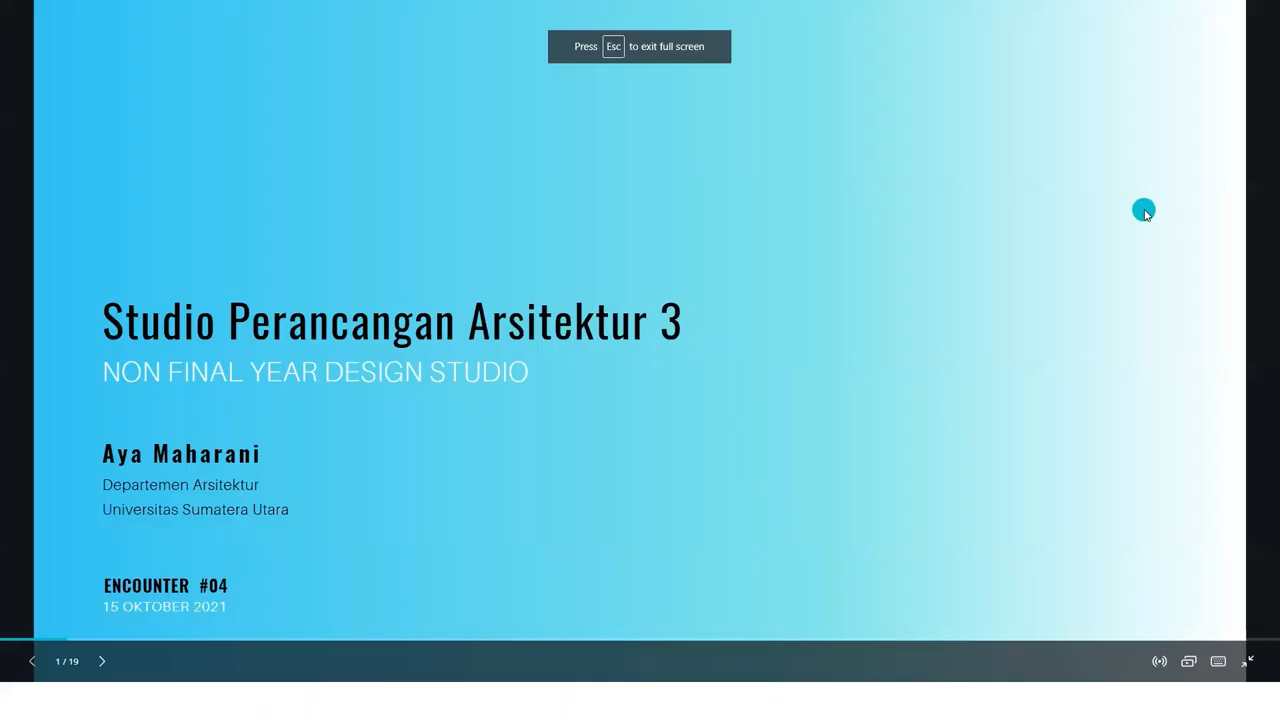 Press Esc to exit full screen
Studio Perancangan Arsitektur 3
NON FINAL YEAR DESIGN STUDIO
Aya Maharani
Departemen Arsitektur
Universitas Sumatera Utara
ENCOUNTER #04
15 OKTOBER 2021
1 / 19